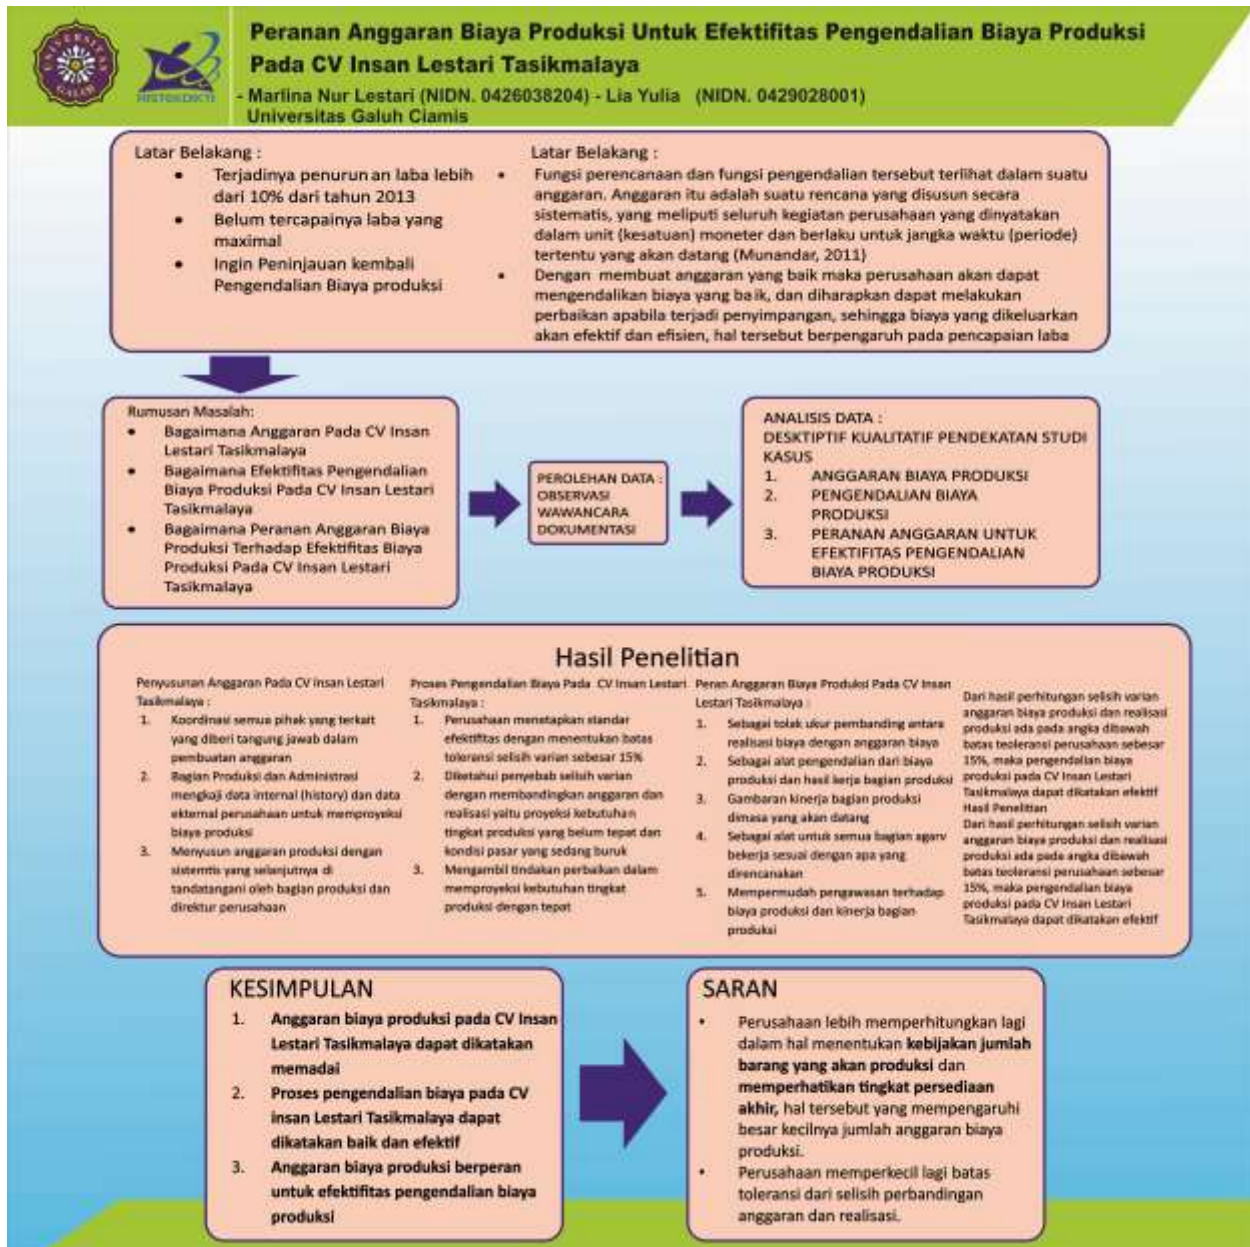 Peranan Anggaran Biaya Produksi Untuk Efektifitas Pengendalian Biaya Produksi
Pada CV Insan Lestari Tasikmalaya
- Marlina Nur Lestari (NIDN. 0426038204) - Lia Yulia (NIDN. 0429028001)
Universitas Galuh Ciamis
UNIVERSITAS
GALUH
RISTEKDIKTI
Latar Belakang :
• Terjadinya penurun an laba lebih
dari 10% dari tahun 2013
• Belum tercapainya laba yang
maximal
• Ingin Peninjauan kembali
Pengendalian Biaya produksi
Latar Belakang :
• Fungsi perencanaan dan fungsi pengendalian tersebut terlihat dalam suatu
anggaran. Anggaran itu adalah suatu rencana yang disusun secara
sistematis, yang meliputi seluruh kegiatan perusahaan yang dinyatakan
dalam unit (kesatuan) moneter dan berlaku untuk jangka waktu (periode)
tertentu yang akan datang (Munandar, 2011)
• Dengan membuat anggaran yang baik maka perusahaan akan dapat
mengendalikan biaya yang baik, dan diharapkan dapat melakukan
perbaikan apabila terjadi penyimpangan, sehingga biaya yang dikeluarkan
akan efektif dan efisien, hal tersebut berpengaruh pada pencapaian laba
Rumusan Masalah:
• Bagaimana Anggaran Pada CV Insan
Lestari Tasikmalaya
• Bagaimana Efektifitas Pengendalian
Biaya Produksi Pada CV Insan Lestari
Tasikmalaya
• Bagaimana Peranan Anggaran Biaya
Produksi Terhadap Efektifitas Biaya
Produksi Pada CV Insan Lestari
Tasikmalaya
PEROLEHAN DATA :
OBSERVASI
WAWANCARA
DOKUMENTASI
ANALISIS DATA :
DESKTIPTIF KUALITATIF PENDEKATAN STUDI
KASUS
1. ANGGARAN BIAYA PRODUKSI
2. PENGENDALIAN BIAYA
PRODUKSI
3. PERANAN ANGGARAN UNTUK
EFEKTIFITAS PENGENDALIAN
BIAYA PRODUKSI
Hasil Penelitian
Penyusunan Anggaran Pada CV insan Lestari
Tasikmalaya :
1. Koordinasi semua pihak yang terkait
yang diberi tangung jawab dalam
pembuatan anggaran
2. Bagian Produksi dan Administrasi
mengkaji data internal (history) dan data
ekternal perusahaan untuk memproyeksi
biaya produksi
3. Menyusun anggaran produksi dengan
sistemtis yang selanjutnya di
tandatangani oleh bagian produksi dan
direktur perusahaan
Proses Pengendalian Biaya Pada CV Insan Lestari
Tasikmalaya :
1. Perusahaan menetapkan standar
efektifitas dengan menentukan batas
toleransi selisih varian sebesar 15%
2. Diketahui penyebab selisih varian
dengan membandingkan anggaran dan
realisasi yaitu proyeksi kebutuhan
tingkat produksi yang belum tepat dan
kondisi pasar yang sedang buruk
3. Mengambil tindakan perbaikan dalam
memproyeksi kebutuhan tingkat
produksi dengan tepat
Peran Anggaran Biaya Produksi Pada CV Insan
Lestari Tasikmalaya :
1. Sebagai tolak ukur pembanding antara
realisasi biaya dengan anggaran biaya
2. Sebagai alat pengendalian dari biaya
produksi dan hasil kerja bagian produksi
3. Gambaran kinerja bagian produksi
dimasa yang akan datang
4. Sebagai alat untuk semua bagian agarv
bekerja sesuai dengan apa yang
direncanakan
5. Mempermudah pengawasan terhadap
biaya produksi dan kinerja bagian
produksi
Dari hasil perhitungan selisih varian
anggaran biaya produksi dan realisasi
produksi ada pada angka dibawah
batas teoleransi perusahaan sebesar
15%, maka pengendalian biaya
produksi pada CV Insan Lestari
Tasikmalaya dapat dikatakan efektif
Hasil Penelitian
Dari hasil perhitungan selisih varian
anggaran biaya produksi dan realisasi
produksi ada pada angka dibawah
batas teoleransi perusahaan sebesar
15%, maka pengendalian biaya
produksi pada CV Insan Lestari
Tasikmalaya dapat dikatakan efektif
KESIMPULAN
1. Anggaran biaya produksi pada CV Insan
Lestari Tasikmalaya dapat dikatakan
memadai
2. Proses pengendalian biaya pada CV
insan Lestari Tasikmalaya dapat
dikatakan baik dan efektif
3. Anggaran biaya produksi berperan
untuk efektifitas pengendalian biaya
produksi
SARAN
• Perusahaan lebih memperhitungkan lagi
dalam hal menentukan kebijakan jumlah
barang yang akan produksi dan
memperhatikan tingkat persediaan
akhir, hal tersebut yang mempengaruhi
besar kecilnya jumlah anggaran biaya
produksi.
• Perusahaan memperkecil lagi batas
toleransi dari selisih perbandingan
anggaran dan realisasi.